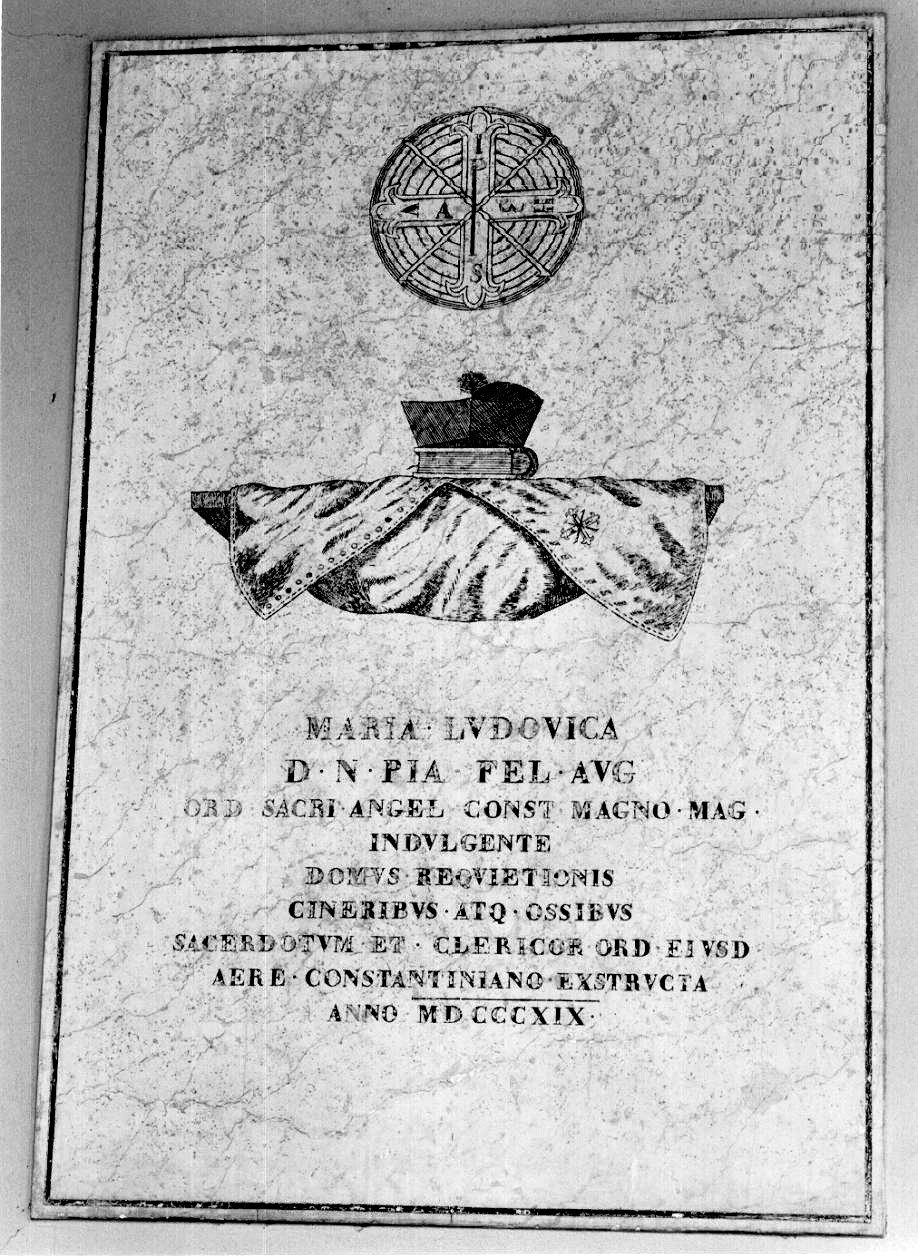 I
V A Ω H
S
MARIA · LVDOVICA
D · N · PIA · FEL · AVG
ORD SACRI · ANGEL CONST MAGNO · MAG ·
INDVLGENTE
DOMVS REQVIETIONIS
CINERIBVS · ATQ · OSSIBVS
SACERDOTVM ET · CLERICOR ORD EIVSD
AERE · CONSTANTINIANO EXSTRVCTA
ANNO MDCCCXIX ·